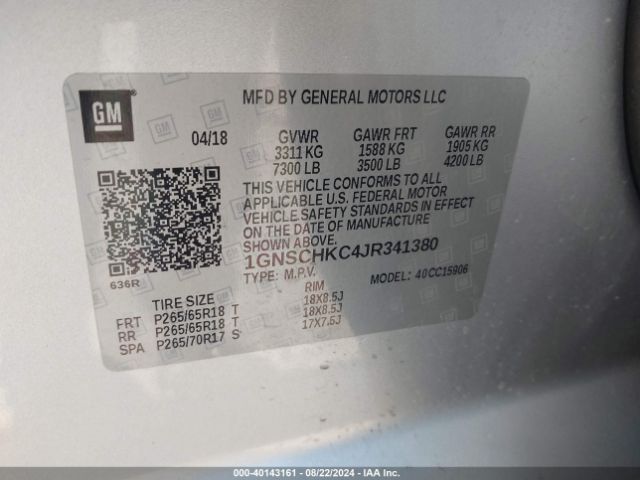 GM
MFD BY GENERAL MOTORS LLC
04/18 GVWR GAWR FRT GAWR RR
3311 KG 1588 KG 1905 KG
7300 LB 3500 LB 4200 LB
THIS VEHICLE CONFORMS TO ALL
APPLICABLE U.S. FEDERAL MOTOR
VEHICLE SAFETY STANDARDS IN EFFECT
ON THE DATE OF MANUFACTURE
SHOWN ABOVE.
1GNSCHKC4JR341380
TYPE: M.P.V. MODEL: 40CC15906
636R
TIRE SIZE RIM
FRT P265/65R18 T 18X8.5J
RR P265/65R18 T 18X8.5J
SPA P265/70R17 S 17X7.5J
000-40143161 - 08/22/2024 - IAAI.COM